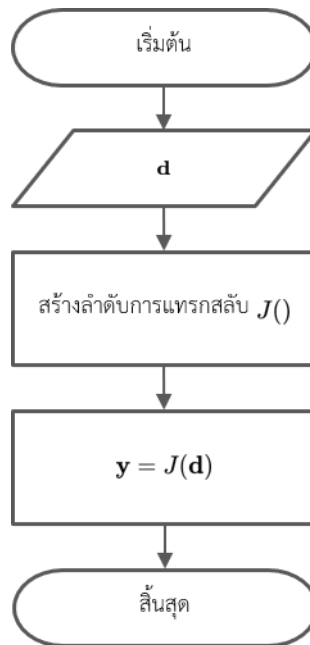 เริ่มต้น
d
สร้างลำดับการแทรกสลับ J()
y = J(d)
สิ้นสุด